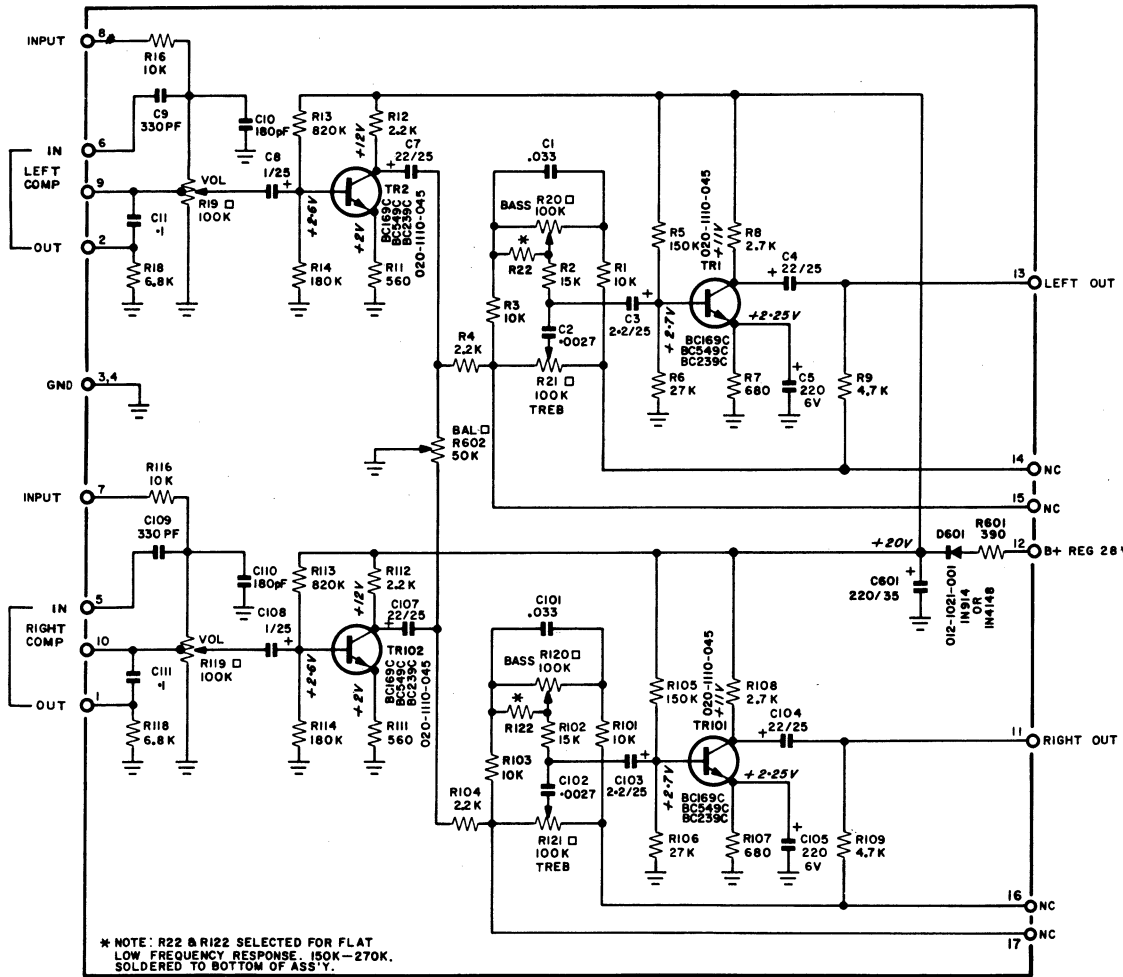 INPUT
8
R16
10K
C9
330PF
C10
180pF
IN
6
LEFT
COMP
9
VOL
R19 □
100K
C11
.1
OUT
2
R18
6.8K
C8
1/25
+
R13
820K
R12
2.2K
+12V
C7
22/25
+
TR2
BC169C
BC549C
BC239C
020-1110-045
+2.6V
+2V
R14
180K
R11
560
C1
.033
BASS
R20 □
100K
*
R22
R2
15K
R1
10K
R3
10K
C3
2.2/25
+
C2
.0027
R4
2.2K
R21 □
100K
TREB
R5
150K
020-1110-045
+11V
R8
2.7K
TR1
C4
22/25
+
13
LEFT OUT
+2.7V
BC169C
BC549C
BC239C
+2.25V
R6
27K
R7
680
+
C5
220
6V
R9
4.7K
GND
3,4
BAL □
R602
50K
14
NC
15
NC
INPUT
7
R116
10K
C109
330 PF
C110
180pF
IN
5
RIGHT
COMP
10
VOL
R119 □
100K
C111
.1
OUT
1
R118
6.8K
C108
1/25
+
R113
820K
R112
2.2K
+12V
C107
22/25
+
TR102
BC169C
BC549C
BC239C
020-1110-045
+2.6V
+2V
R114
180K
R111
560
+20V
D601
R601
390
12
B+ REG 28V
+
C601
220/35
012-1021-001
IN914
OR
IN4148
C101
.033
BASS
R120 □
100K
*
R122
R102
15K
R101
10K
R103
10K
C102
.0027
C103
2.2/25
+
R104
2.2K
R121 □
100K
TREB
R105
150K
020-1110-045
+11V
R108
2.7K
TR101
C104
22/25
+
11
RIGHT OUT
+2.7V
BC169C
BC549C
BC239C
+2.25V
R106
27K
R107
680
+
C105
220
6V
R109
4.7K
16
NC
17
NC
* NOTE: R22 & R122 SELECTED FOR FLAT
LOW FREQUENCY RESPONSE. 150K—270K.
SOLDERED TO BOTTOM OF ASS'Y.